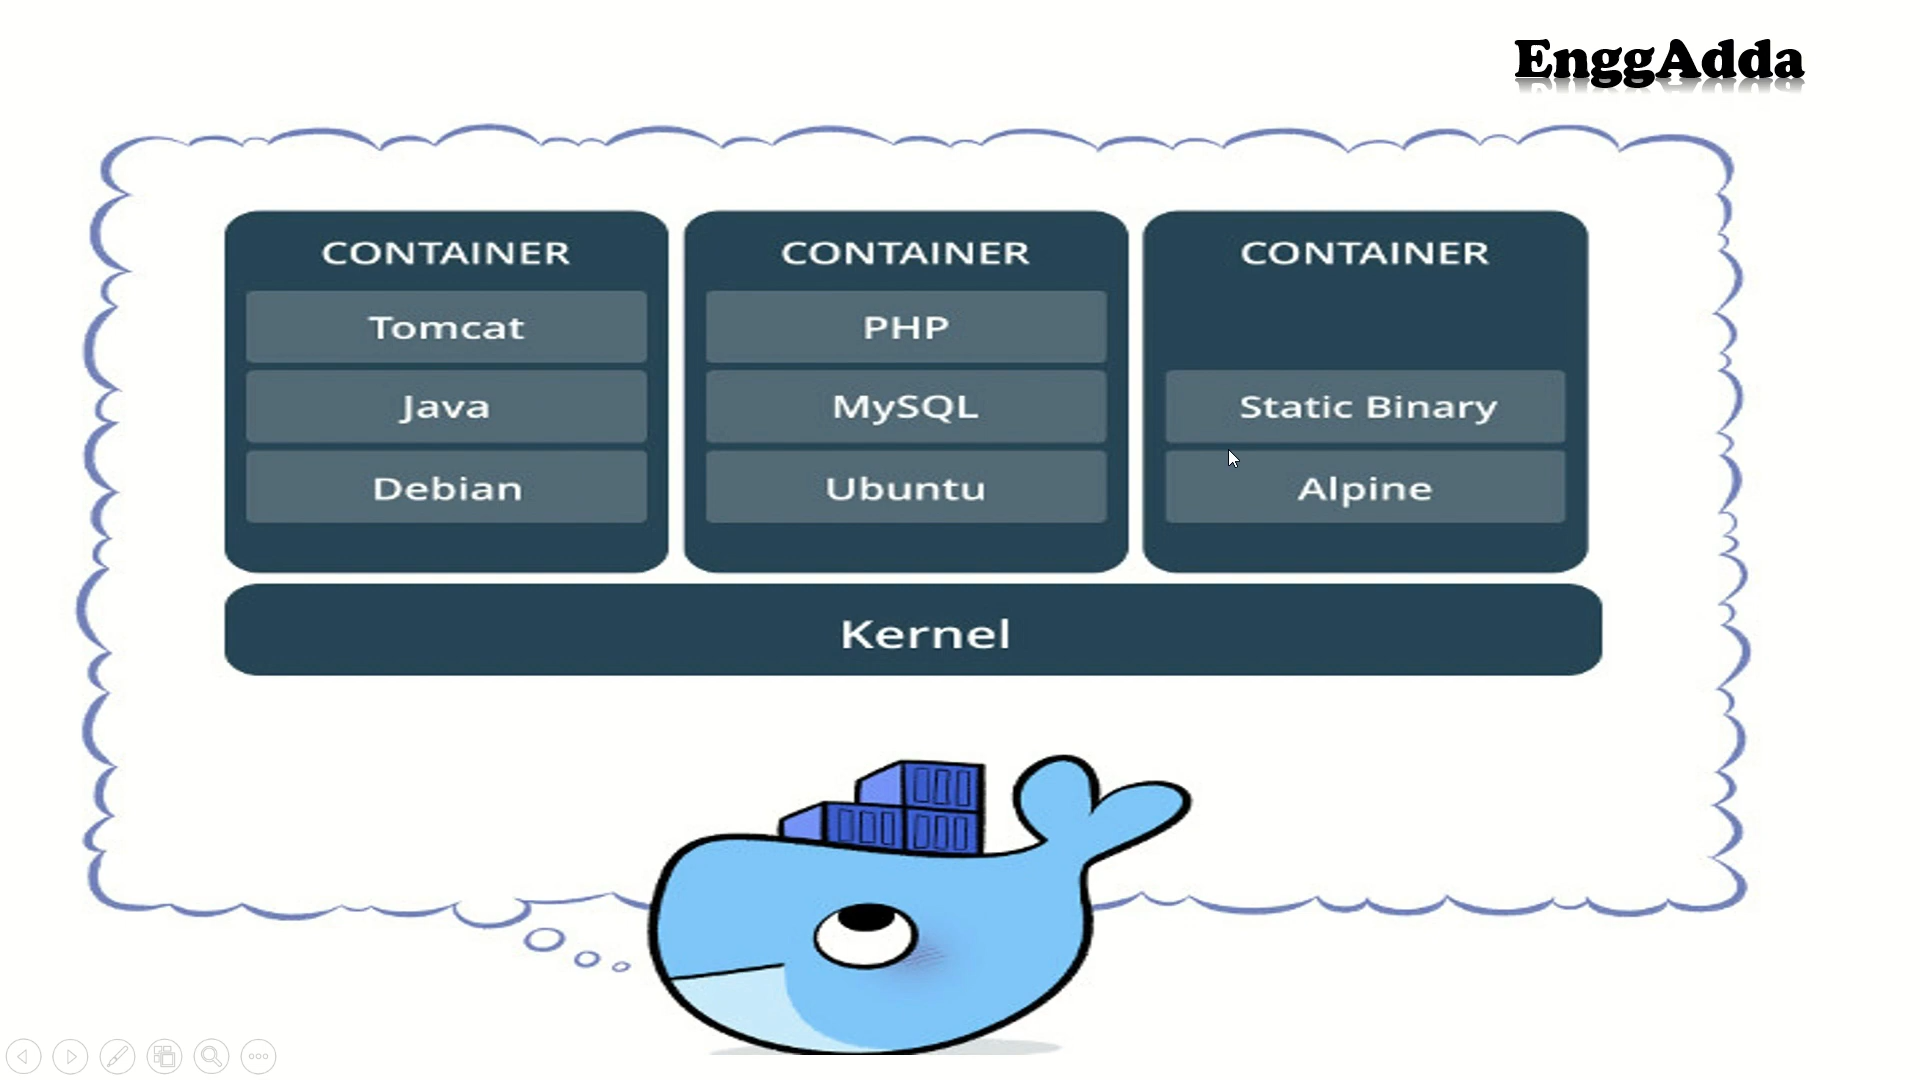 EnggAdda
CONTAINER
Tomcat
Java
Debian
CONTAINER
PHP
MySQL
Ubuntu
CONTAINER
Static Binary
Alpine
Kernel